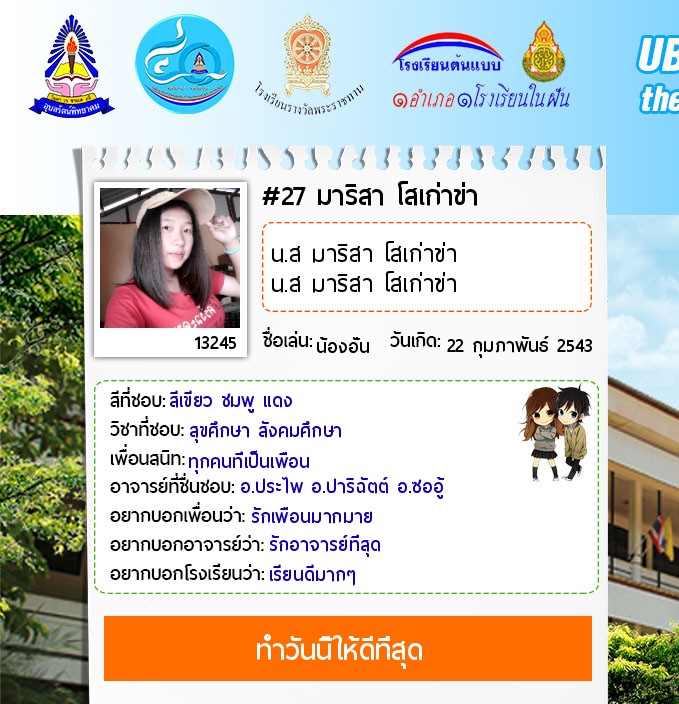 อุบลรัตน์พิทยาคม
โรงเรียนรางวัลพระราชทาน
โรงเรียนต้นแบบ
๑อำเภอ๑โรงเรียนในฝัน
UB
the
#27 มาริสา โสเก่าข่า
น.ส มาริสา โสเก่าข่า
น.ส มาริสา โสเก่าข่า
13245
ชื่อเล่น: น้องอั๋น วันเกิด: 22 กุมภาพันธ์ 2543
สีที่ชอบ: สีเขียว ชมพู แดง
วิชาที่ชอบ: สุขศึกษา สังคมศึกษา
เพื่อนสนิท: ทุกคนที่เป็นเพื่อน
อาจารย์ที่ชื่นชอบ: อ.ประไพ อ.ปาริฉัตต์ อ.ซออู้
อยากบอกเพื่อนว่า: รักเพื่อนมากมาย
อยากบอกอาจารย์ว่า: รักอาจารย์ที่สุด
อยากบอกโรงเรียนว่า: เรียนดีมากๆ
ทำวันนี้ให้ดีที่สุด